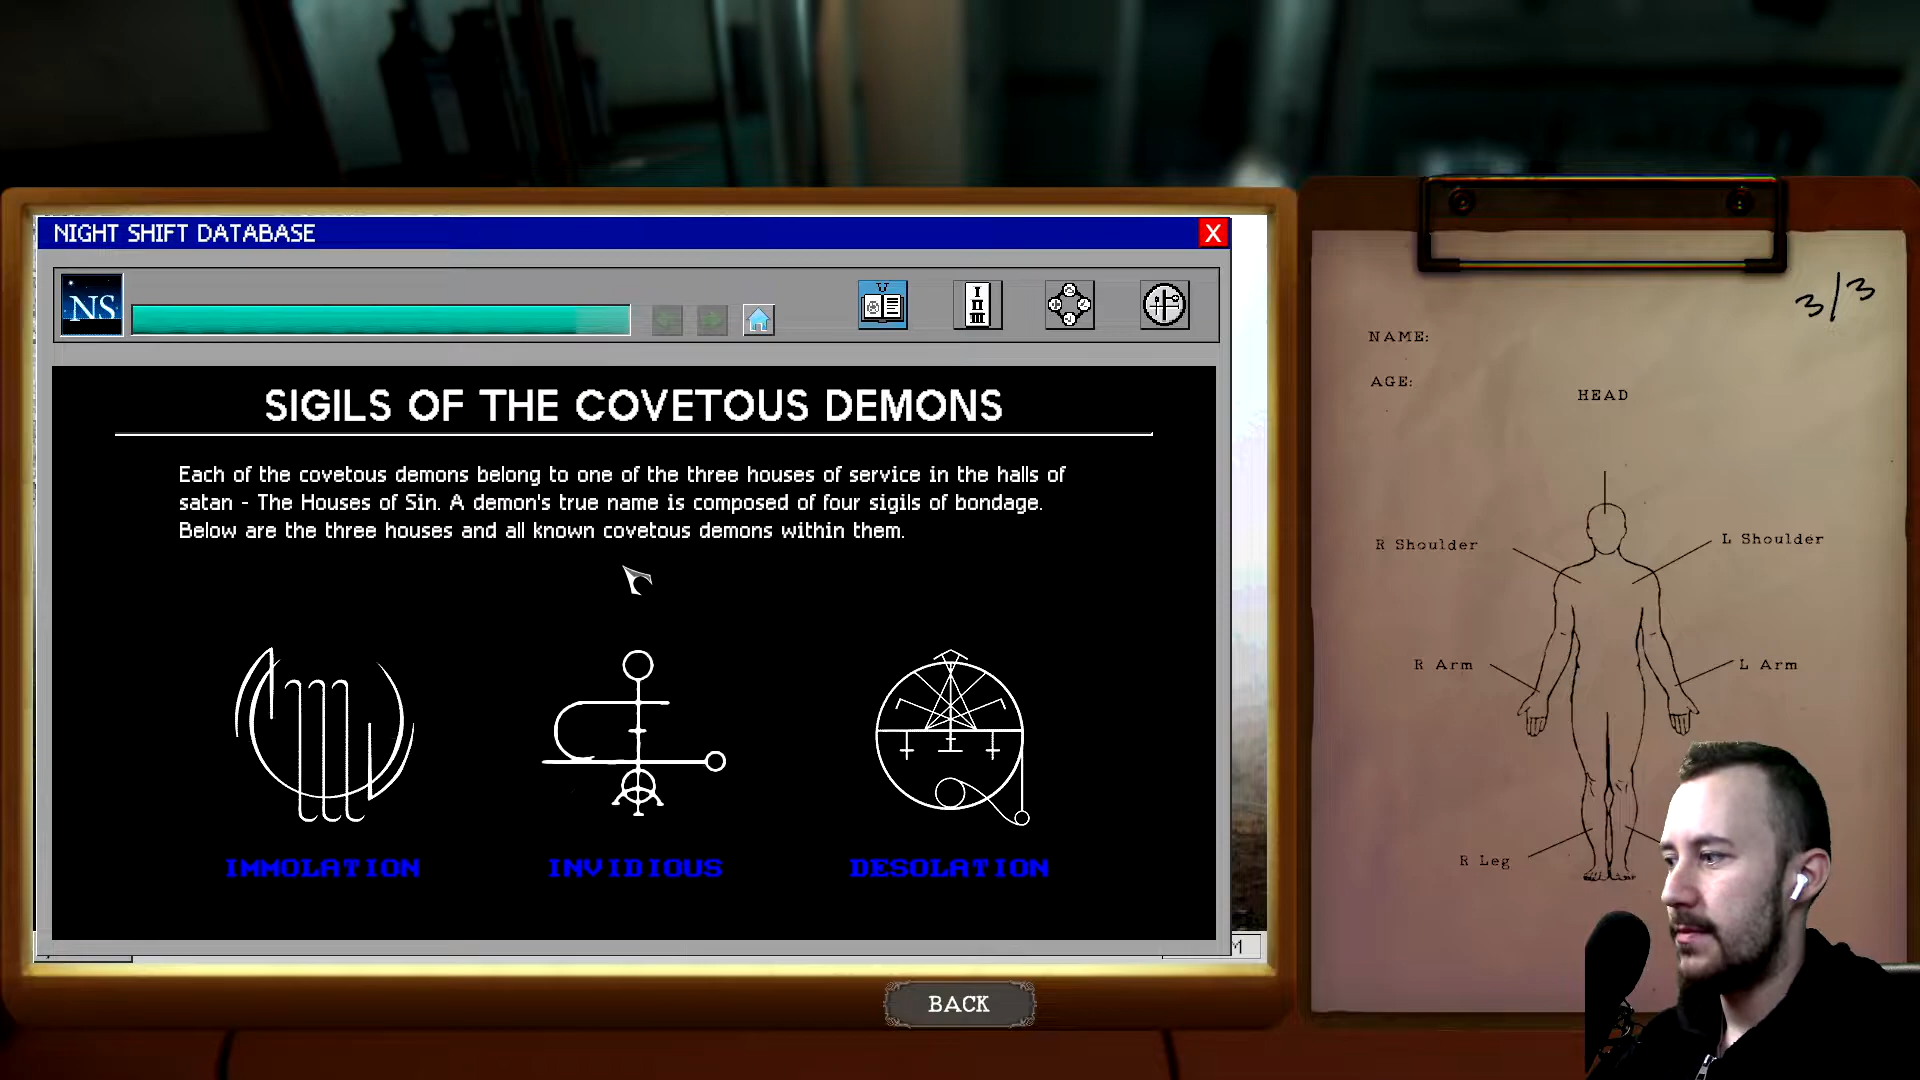 NIGHT SHIFT DATABASE
X
NS
I
II
III
SIGILS OF THE COVETOUS DEMONS
Each of the covetous demons belong to one of the three houses of service in the halls of
satan - The Houses of Sin. A demon's true name is composed of four sigils of bondage.
Below are the three houses and all known covetous demons within them.
IMMOLATION
INVIDIOUS
DESOLATION
BACK
3/3
NAME:
AGE:
HEAD
R Shoulder
L Shoulder
R Arm
L Arm
R Leg